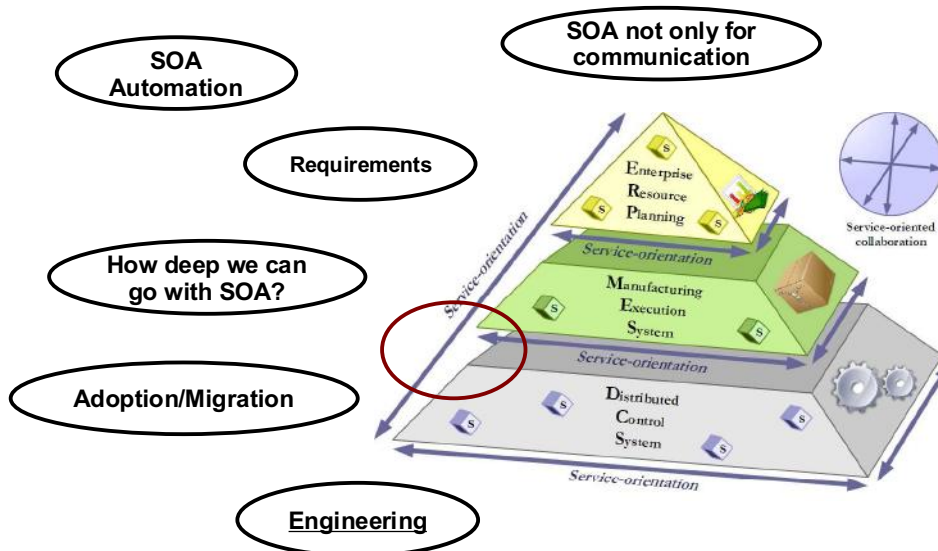 SOA
Automation
SOA not only for
communication
Requirements
How deep we can
go with SOA?
Adoption/Migration
Engineering
Service-orientation
S
Enterprise
Resource
Planning
S
S
Service-orientation
Service-oriented
collaboration
Manufacturing
Execution
System
S
S
Service-orientation
Distributed
Control
System
S
S
S
S
Service-orientation